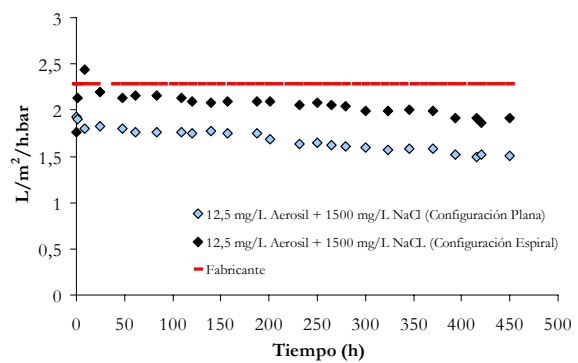 3
2,5
2
1,5
1
0,5
0
L/m²/h.bar
12,5 mg/L Aerosil + 1500 mg/L NaCl (Configuración Plana)
12,5 mg/L Aerosil + 1500 mg/L NaCL (Configuración Espiral)
Fabricante
0 50 100 150 200 250 300 350 400 450 500
Tiempo (h)